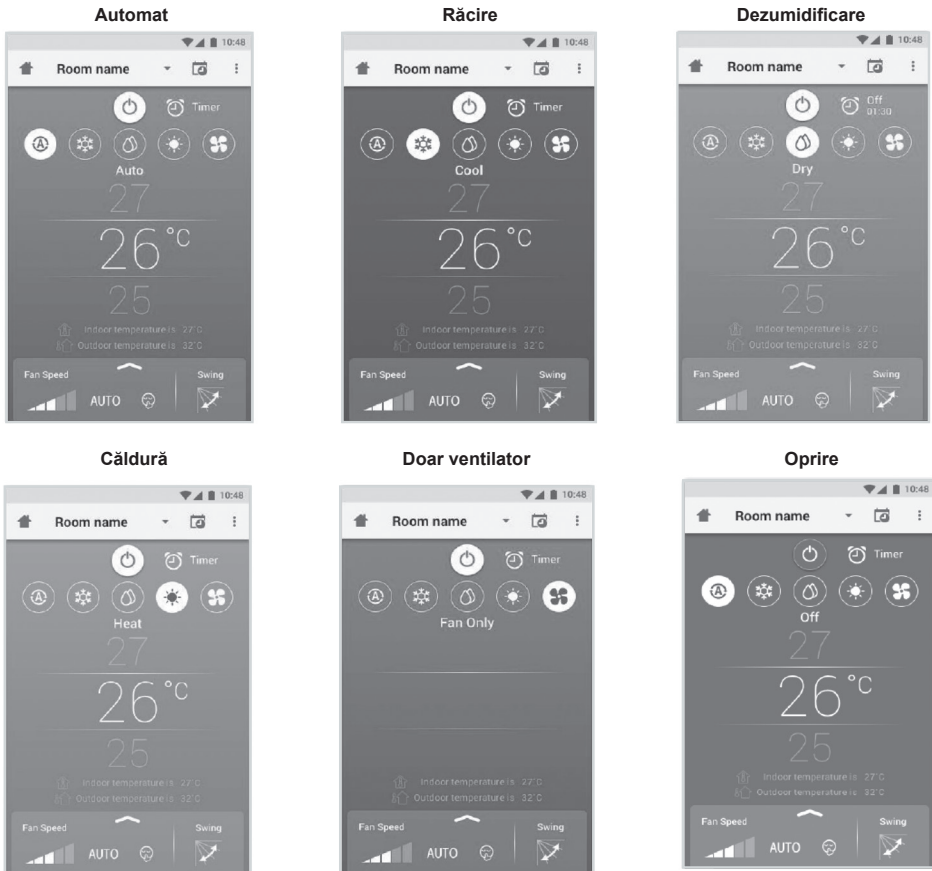 Automat
10:48
Room name
Timer
Auto
27
26°C
25
Indoor temperature is 27°C
Outdoor temperature is 32°C
Fan Speed Swing
AUTO
Răcire
10:48
Room name
Timer
Cool
27
26°C
25
Indoor temperature is 27°C
Outdoor temperature is 32°C
Fan Speed Swing
AUTO
Dezumidificare
10:48
Room name
Off
01:30
Dry
27
26°C
25
Indoor temperature is 27°C
Outdoor temperature is 32°C
Fan Speed Swing
AUTO
Căldură
10:48
Room name
Timer
Heat
27
26°C
25
Indoor temperature is 27°C
Outdoor temperature is 32°C
Fan Speed Swing
AUTO
Doar ventilator
10:48
Room name
Timer
Fan Only
Indoor temperature is 27°C
Outdoor temperature is 32°C
Fan Speed Swing
AUTO
Oprire
10:48
Room name
Timer
Off
27
26°C
25
Indoor temperature is 27°C
Outdoor temperature is 32°C
Fan Speed Swing
AUTO